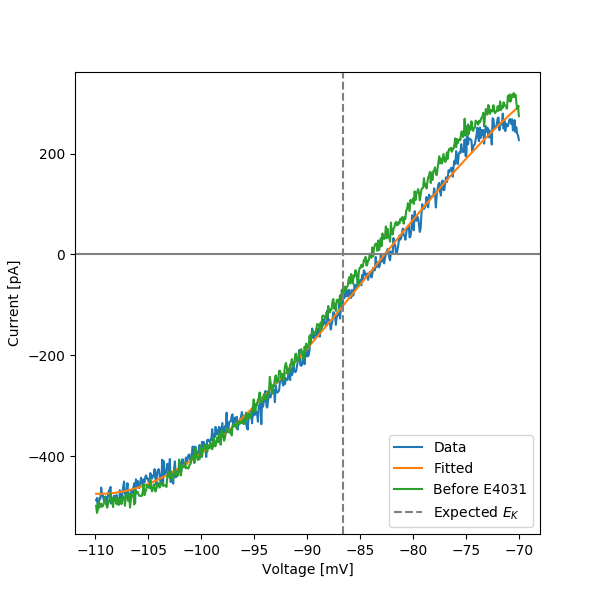 Current [pA]
200
0
−200
−400
Data
Fitted
Before E4031
Expected E_K
−110 −105 −100 −95 −90 −85 −80 −75 −70
Voltage [mV]